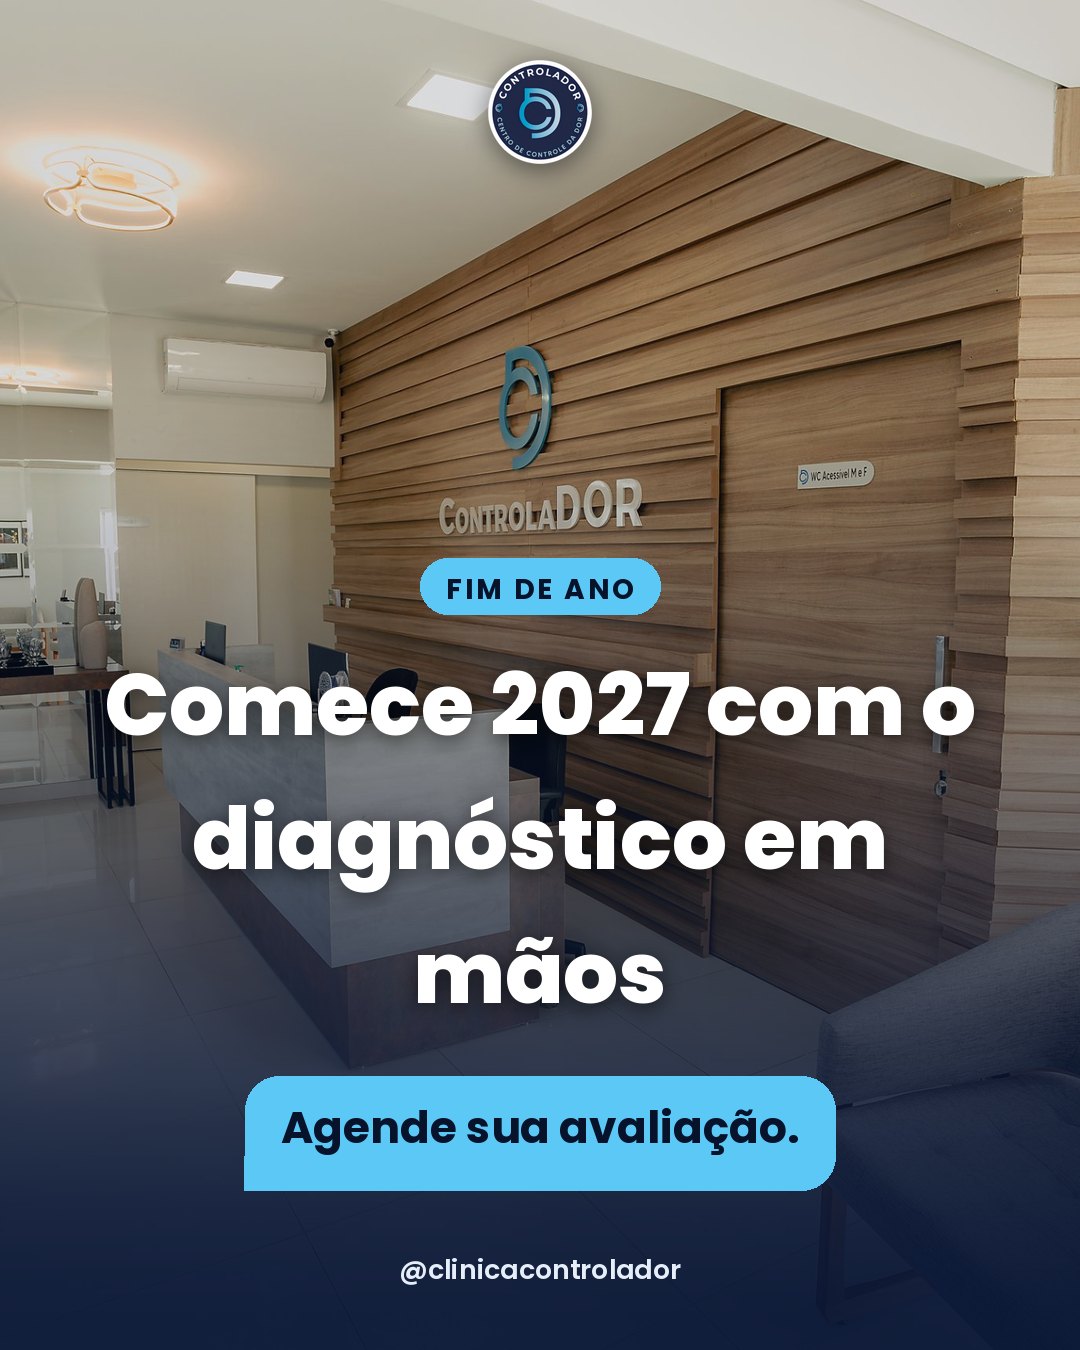 CONTROLADOR
CENTRO DE CONTROLE DA DOR
CONTROLADOR
WC Acessível M e F
FIM DE ANO
Comece 2027 com o
diagnóstico em
mãos
Agende sua avaliação.
@clinicacontrolador